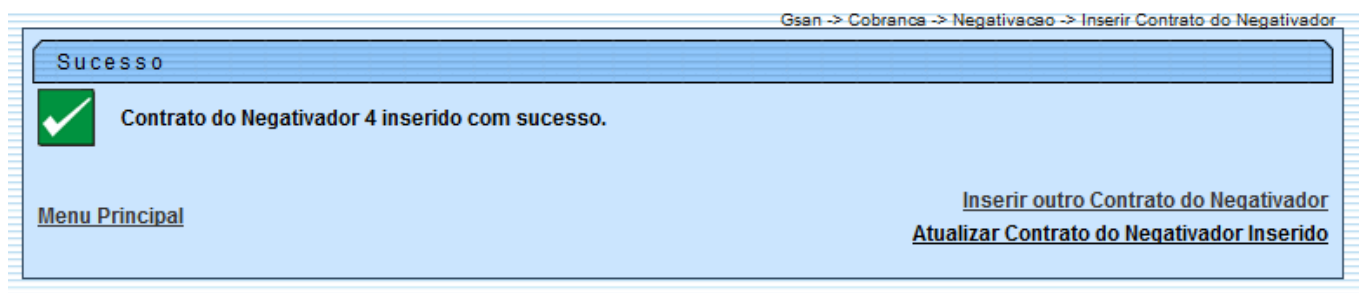 Gsan -> Cobranca -> Negativacao -> Inserir Contrato do Negativador
Sucesso
Contrato do Negativador 4 inserido com sucesso.
Inserir outro Contrato do Negativador
Menu Principal
Atualizar Contrato do Negativador Inserido